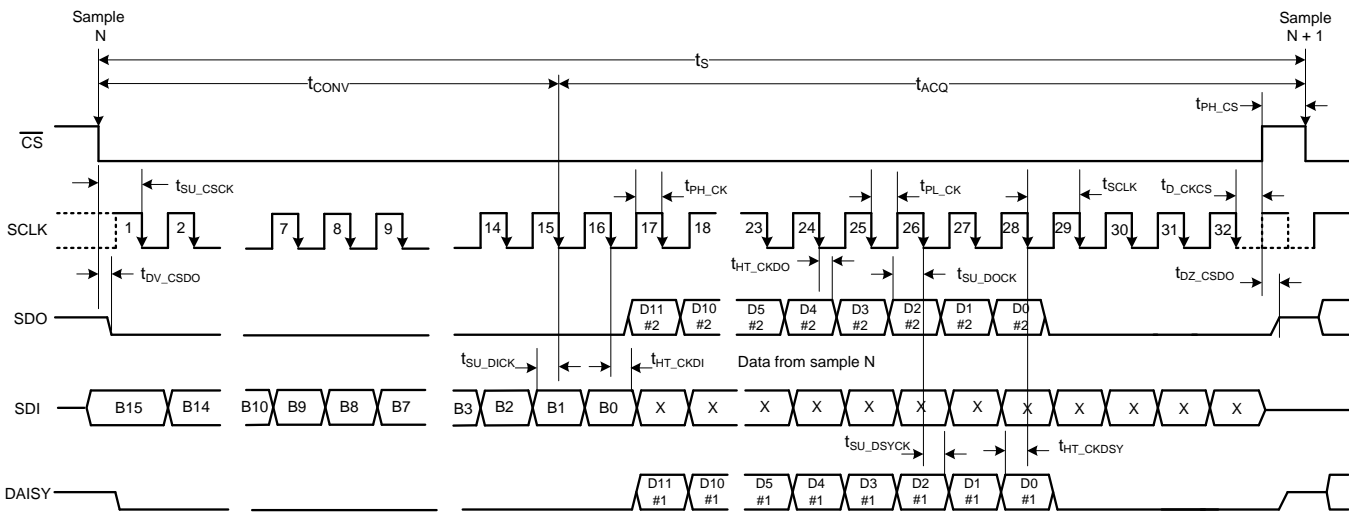 Sample N
Sample N + 1
tS
tCONV
tACQ
tPH_CS
CS
tSU_CSCK
tPH_CK
tPL_CK
tSCLK
tD_CKCS
SCLK
1 2 7 8 9 14 15 16 17 18 23 24 25 26 27 28 29 30 31 32
tDV_CSDO
tHT_CKDO
tSU_DOCK
tDZ_CSDO
SDO
D11 #2 D10 #2 D5 #2 D4 #2 D3 #2 D2 #2 D1 #2 D0 #2
tSU_DICK
tHT_CKDI
Data from sample N
SDI
B15 B14 B10 B9 B8 B7 B3 B2 B1 B0 X X X X X X X X X X X X
tSU_DSYCK
tHT_CKDSY
DAISY
D11 #1 D10 #1 D5 #1 D4 #1 D3 #1 D2 #1 D1 #1 D0 #1